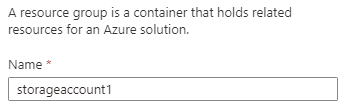 A resource group is a container that holds related
resources for an Azure solution.
Name *
storageaccount1